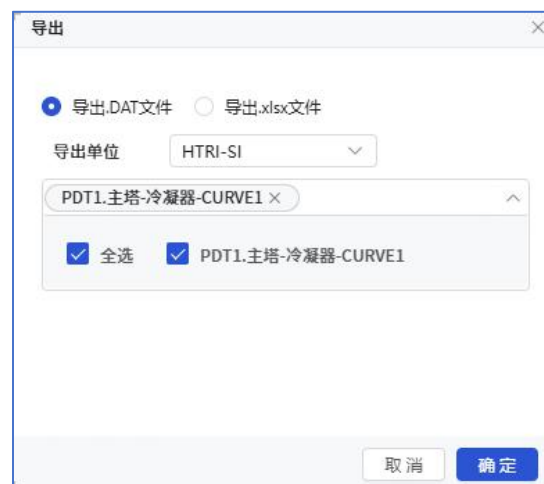 导出
导出.DAT文件 导出.xlsx文件
导出单位 HTRI-SI
PDT1.主塔-冷凝器-CURVE1
全选 PDT1.主塔-冷凝器-CURVE1
取消 确定